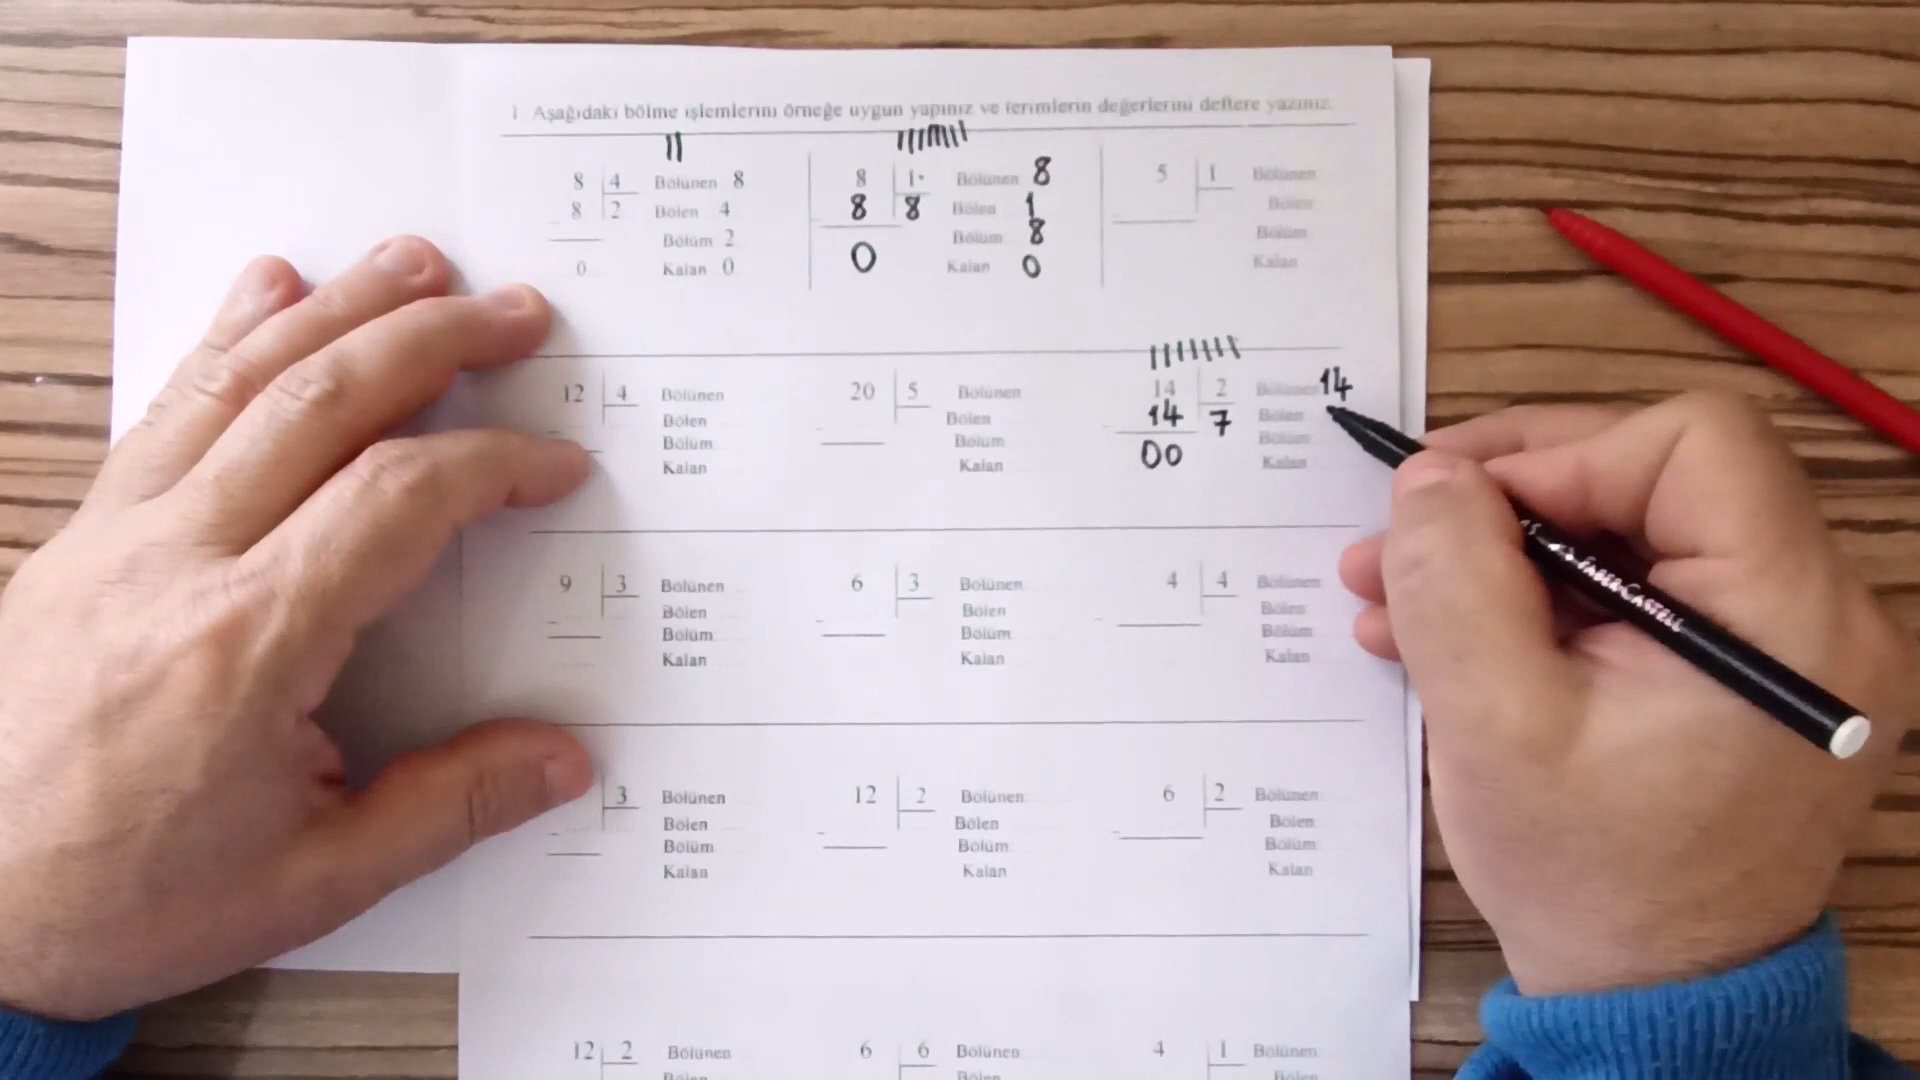 1 Aşağıdaki bölme işlemlerini örneğe uygun yapınız ve terimlerin değerlerini deftere yazınız.
8 4 Bölünen 8
8 2 Bölen 4
Bölüm 2
0 Kalan 0
8 1 Bölünen 8
8 8 Bölen 1
Bölüm 8
0 Kalan 0
5 1 Bölünen
Bölen
Bölüm
Kalan
12 4 Bölünen
Bölen
Bölüm
Kalan
20 5 Bölünen
Bölen
Bölüm
Kalan
14 2 Bölünen 14
14 7 Bölen
Bölüm
00 Kalan
9 3 Bölünen
Bölen
Bölüm
Kalan
6 3 Bölünen
Bölen
Bölüm
Kalan
4 4 Bölünen
Bölen
Bölüm
Kalan
3 Bölünen
Bölen
Bölüm
Kalan
12 2 Bölünen
Bölen
Bölüm
Kalan
6 2 Bölünen
Bölen
Bölüm
Kalan
12 2 Bölünen
Bölen
6 6 Bölünen
Bölen
4 1 Bölünen
Bölen
FABER-CASTELL